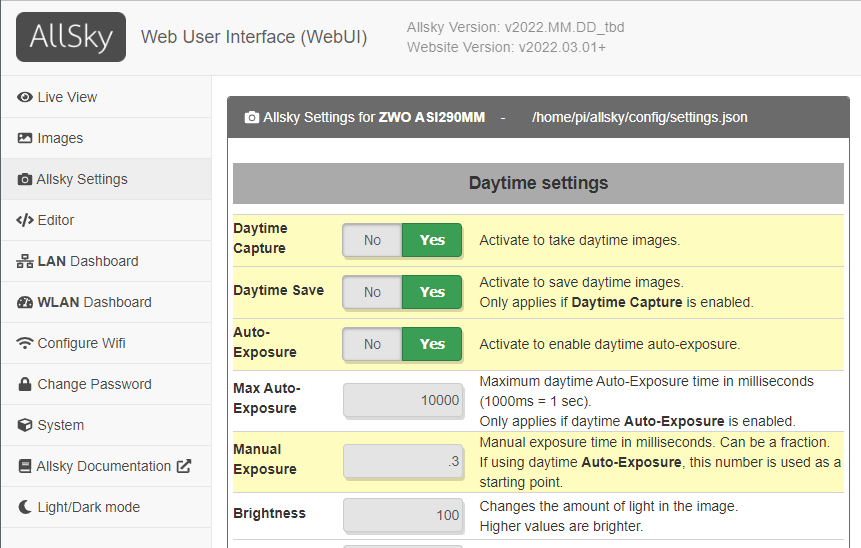 AllSky
Web User Interface (WebUI)
Allsky Version: v2022.MM.DD_tbd
Website Version: v2022.03.01+
Live View
Images
Allsky Settings
Editor
LAN Dashboard
WLAN Dashboard
Configure Wifi
Change Password
System
Allsky Documentation
Light/Dark mode
Allsky Settings for ZWO ASI290MM - /home/pi/allsky/config/settings.json
Daytime settings
Daytime
Capture
No Yes
Activate to take daytime images.
Daytime Save
No Yes
Activate to save daytime images.
Only applies if Daytime Capture is enabled.
Auto-
Exposure
No Yes
Activate to enable daytime auto-exposure.
Max Auto-
Exposure
10000
Maximum daytime Auto-Exposure time in milliseconds
(1000ms = 1 sec).
Only applies if daytime Auto-Exposure is enabled.
Manual
Exposure
.3
Manual exposure time in milliseconds. Can be a fraction.
If using daytime Auto-Exposure, this number is used as a
starting point.
Brightness
100
Changes the amount of light in the image.
Higher values are brighter.